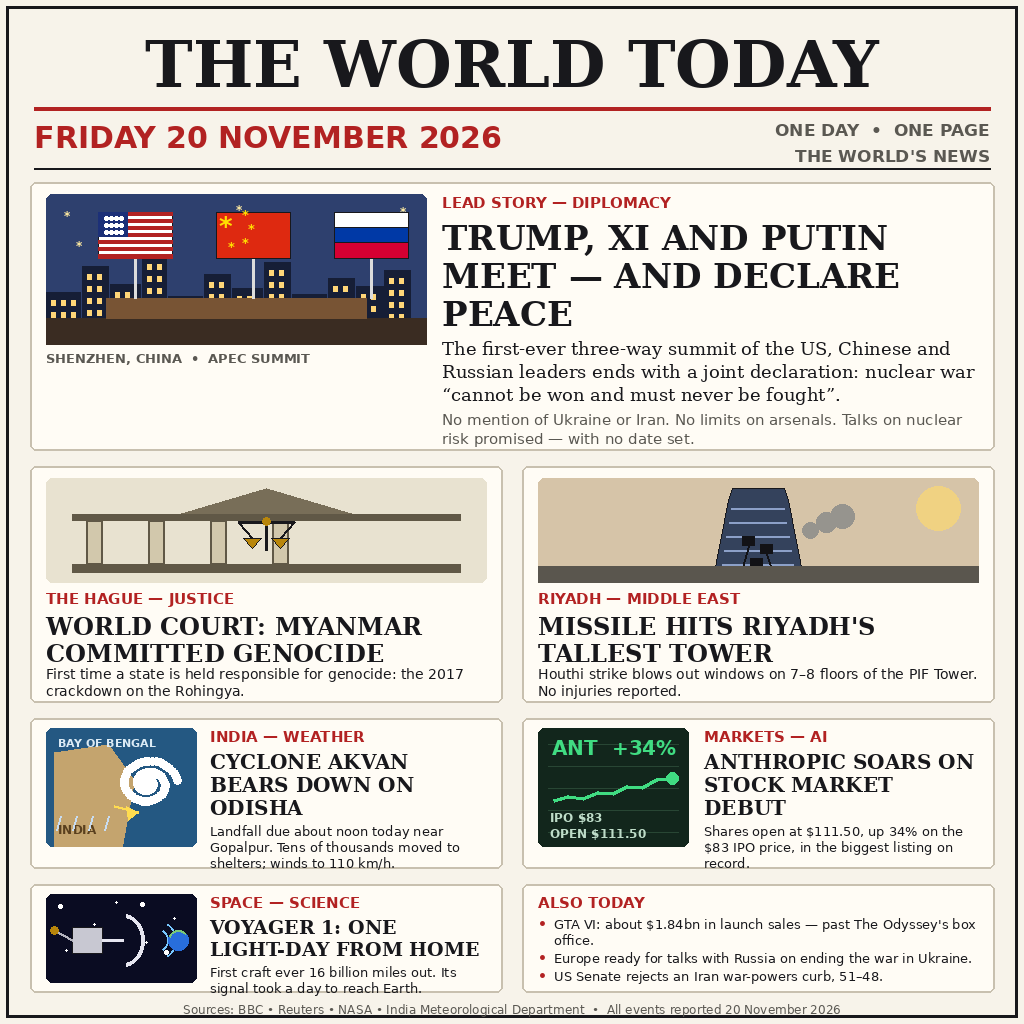 THE WORLD TODAY
FRIDAY 20 NOVEMBER 2026
ONE DAY • ONE PAGE
THE WORLD'S NEWS
SHENZHEN, CHINA • APEC SUMMIT
LEAD STORY — DIPLOMACY
TRUMP, XI AND PUTIN
MEET — AND DECLARE
PEACE
The first-ever three-way summit of the US, Chinese and
Russian leaders ends with a joint declaration: nuclear war
“cannot be won and must never be fought”.
No mention of Ukraine or Iran. No limits on arsenals. Talks on nuclear
risk promised — with no date set.
THE HAGUE — JUSTICE
WORLD COURT: MYANMAR
COMMITTED GENOCIDE
First time a state is held responsible for genocide: the 2017
crackdown on the Rohingya.
RIYADH — MIDDLE EAST
MISSILE HITS RIYADH'S
TALLEST TOWER
Houthi strike blows out windows on 7–8 floors of the PIF Tower.
No injuries reported.
BAY OF BENGAL
INDIA
INDIA — WEATHER
CYCLONE AKVAN
BEARS DOWN ON
ODISHA
Landfall due about noon today near
Gopalpur. Tens of thousands moved to
shelters; winds to 110 km/h.
ANT +34%
IPO $83
OPEN $111.50
MARKETS — AI
ANTHROPIC SOARS ON
STOCK MARKET
DEBUT
Shares open at $111.50, up 34% on the
$83 IPO price, in the biggest listing on
record.
SPACE — SCIENCE
VOYAGER 1: ONE
LIGHT-DAY FROM HOME
First craft ever 16 billion miles out. Its
signal took a day to reach Earth.
ALSO TODAY
• GTA VI: about $1.84bn in launch sales — past The Odyssey's box
office.
• Europe ready for talks with Russia on ending the war in Ukraine.
• US Senate rejects an Iran war-powers curb, 51–48.
Sources: BBC • Reuters • NASA • India Meteorological Department • All events reported 20 November 2026